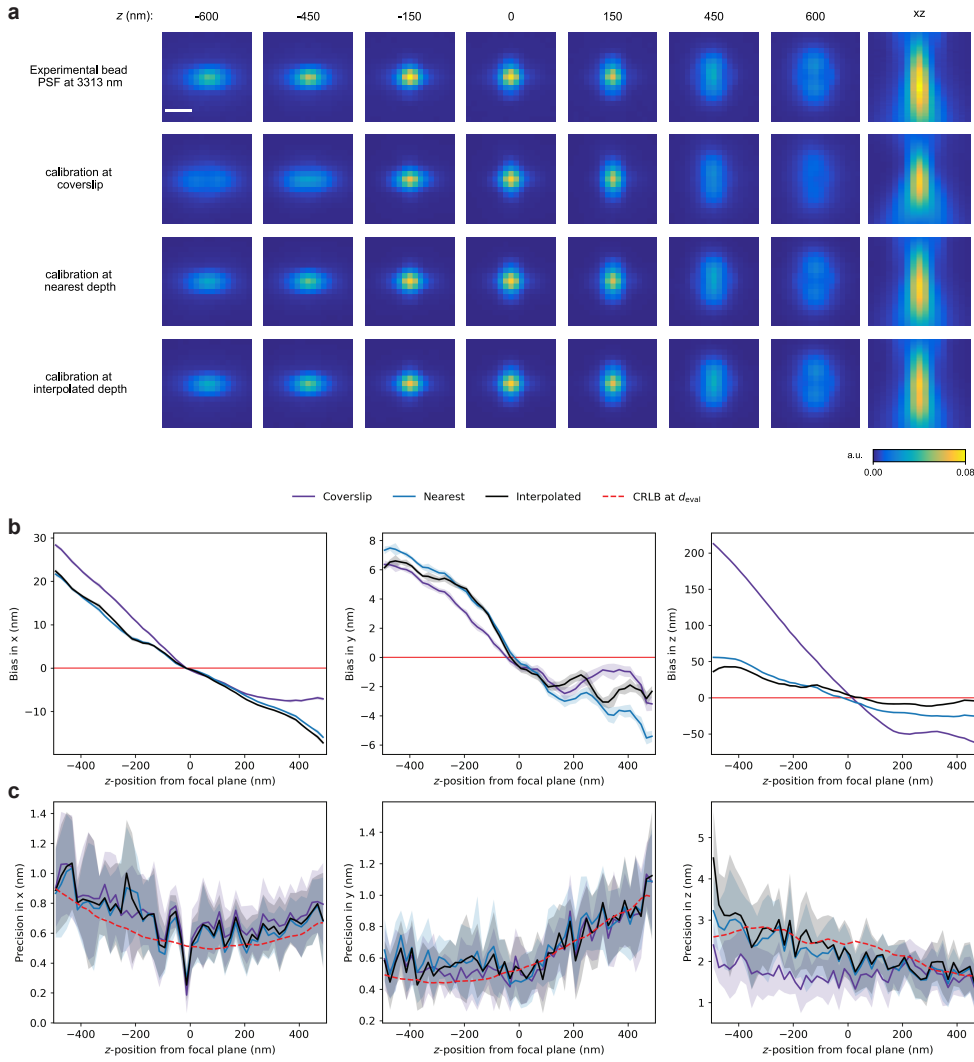 a
z (nm): -600 -450 -150 0 150 450 600 xz
Experimental bead
PSF at 3313 nm
calibration at
coverslip
calibration at
nearest depth
calibration at
interpolated depth
a.u.
0.00 0.08
Coverslip Nearest Interpolated CRLB at d_eval
b
Bias in x (nm)
30
20
10
0
−10
−400 −200 0 200 400
z-position from focal plane (nm)
Bias in y (nm)
8
6
4
2
0
−2
−4
−6
−400 −200 0 200 400
z-position from focal plane (nm)
Bias in z (nm)
200
150
100
50
0
−50
−400 −200 0 200 400
z-position from focal plane (nm)
c
Precision in x (nm)
1.4
1.2
1.0
0.8
0.6
0.4
0.2
0.0
−400 −200 0 200 400
z-position from focal plane (nm)
Precision in y (nm)
1.4
1.2
1.0
0.8
0.6
0.4
0.2
−400 −200 0 200 400
z-position from focal plane (nm)
Precision in z (nm)
5
4
3
2
1
−400 −200 0 200 400
z-position from focal plane (nm)